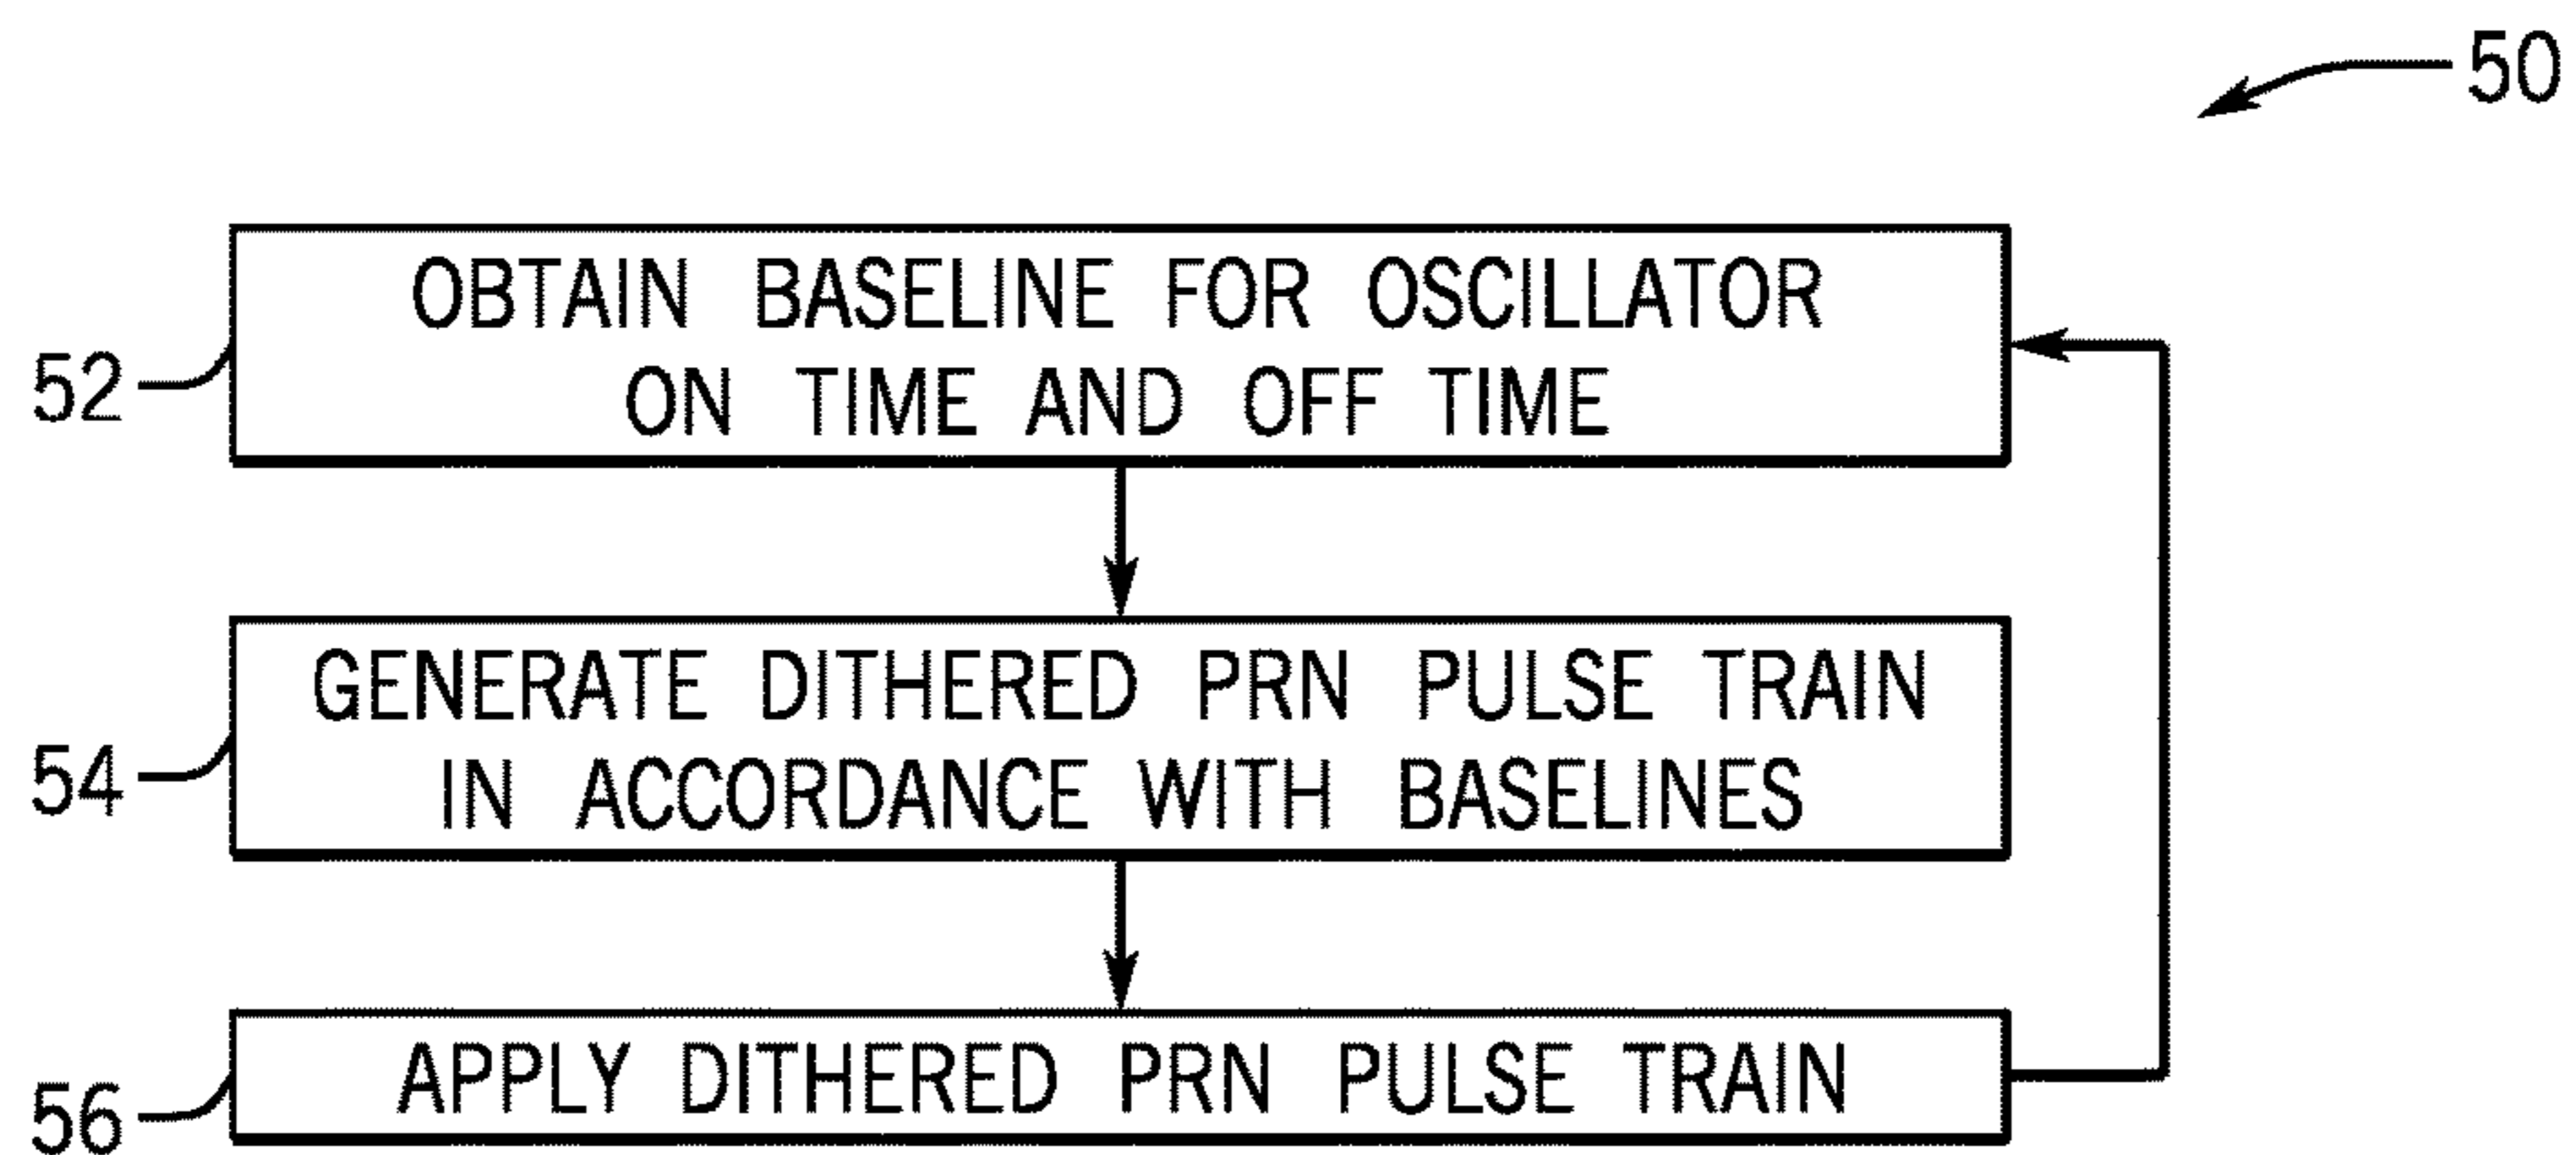 50
52
OBTAIN BASELINE FOR OSCILLATOR
ON TIME AND OFF TIME
54
GENERATE DITHERED PRN PULSE TRAIN
IN ACCORDANCE WITH BASELINES
56
APPLY DITHERED PRN PULSE TRAIN